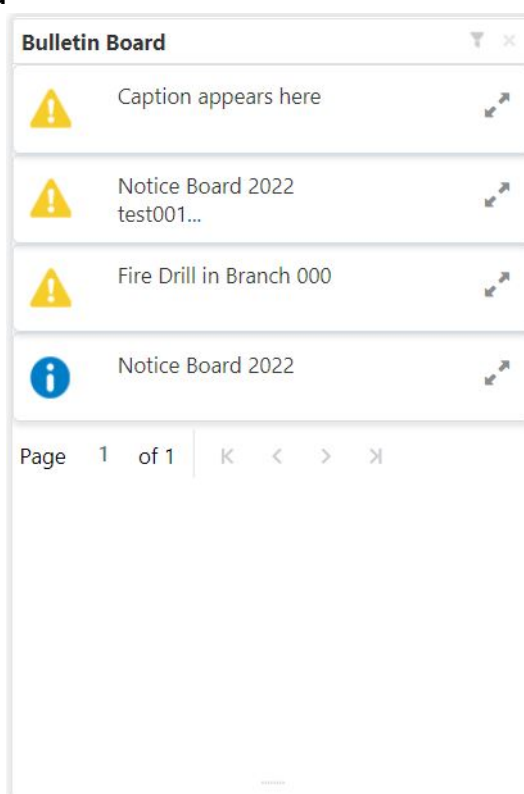 Bulletin Board
Caption appears here
Notice Board 2022
test001...
Fire Drill in Branch 000
Notice Board 2022
Page 1 of 1